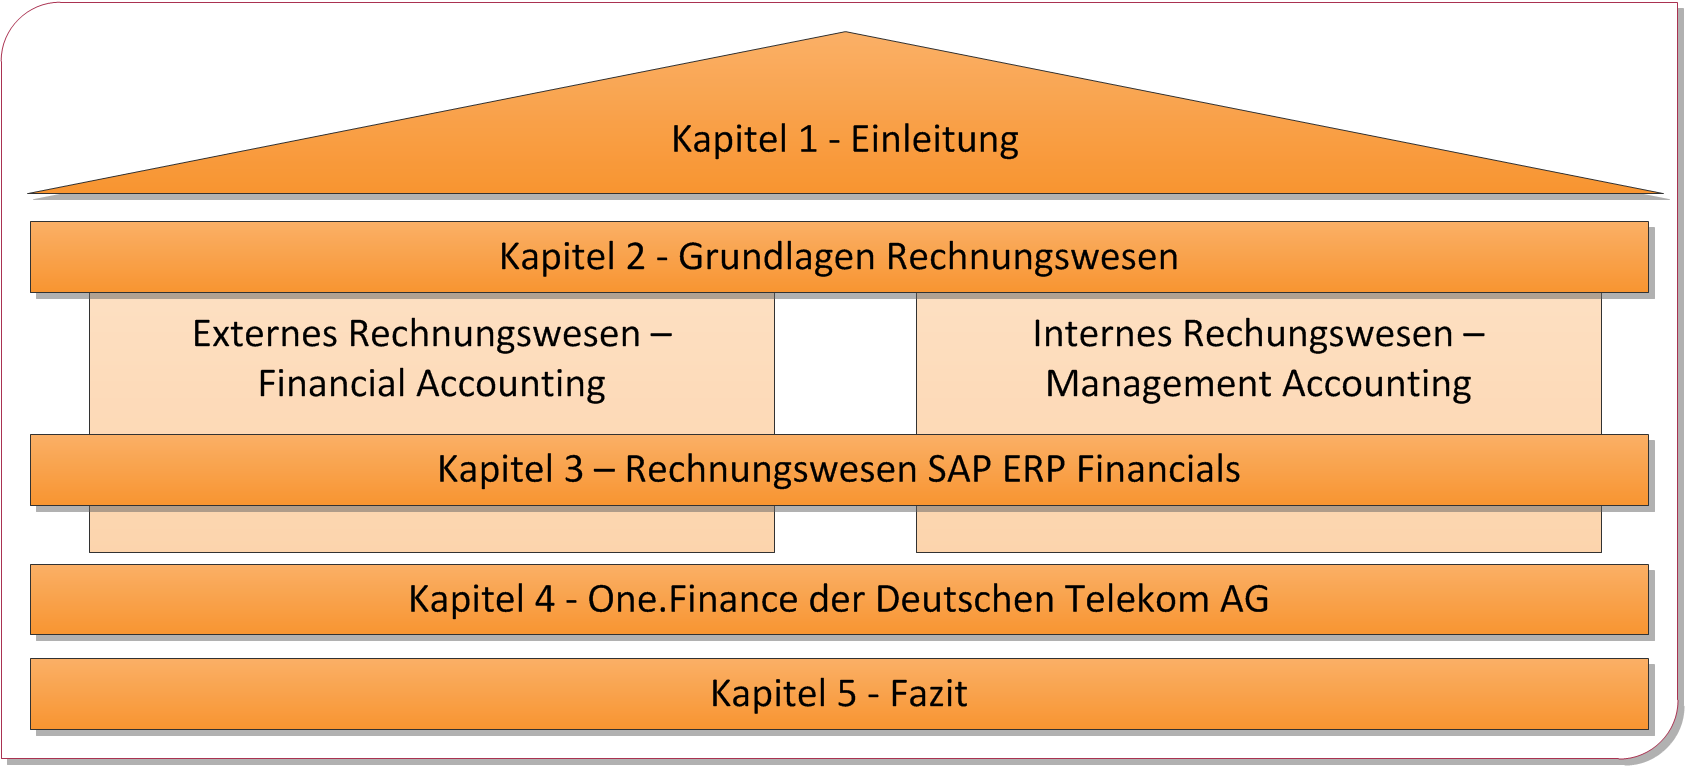 Kapitel 1 - Einleitung
Kapitel 2 - Grundlagen Rechnungswesen
Externes Rechnungswesen –
Financial Accounting
Internes Rechungswesen –
Management Accounting
Kapitel 3 – Rechnungswesen SAP ERP Financials
Kapitel 4 - One.Finance der Deutschen Telekom AG
Kapitel 5 - Fazit